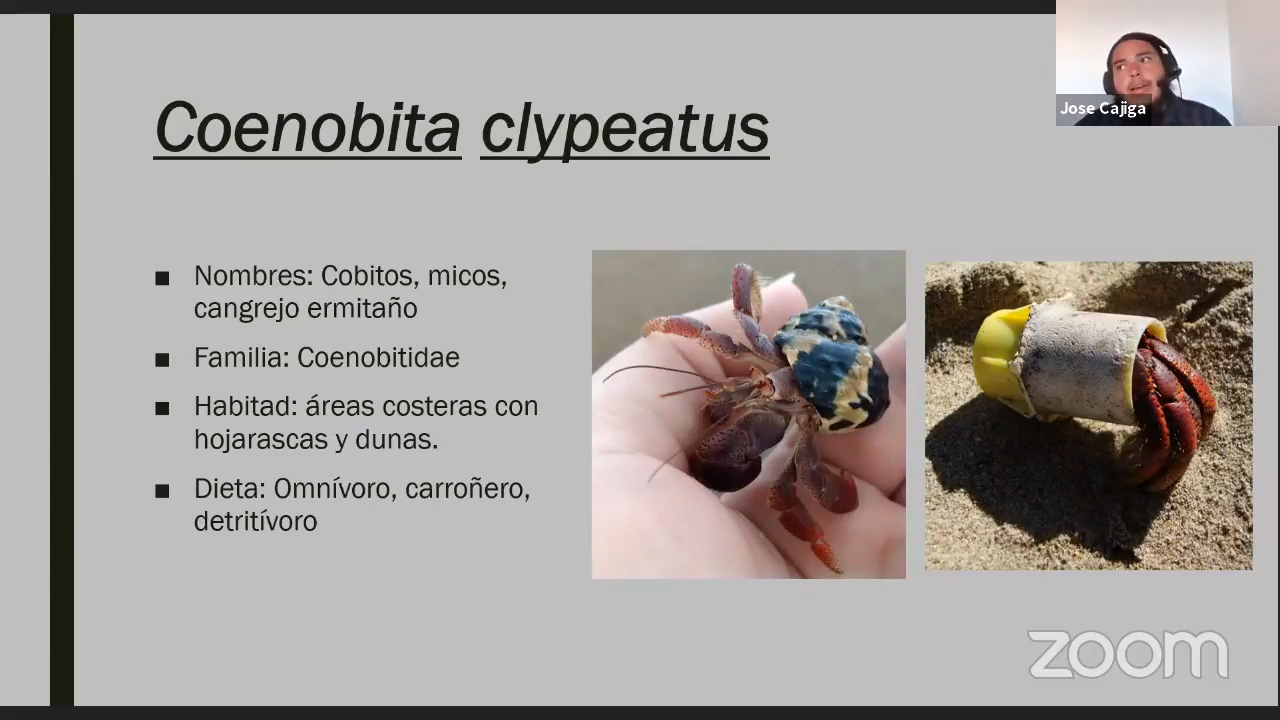 Jose Cajiga
Coenobita clypeatus
■ Nombres: Cobitos, micos,
cangrejo ermitaño
■ Familia: Coenobitidae
■ Habitad: áreas costeras con
hojarascas y dunas.
■ Dieta: Omnívoro, carroñero,
detritívoro
zoom